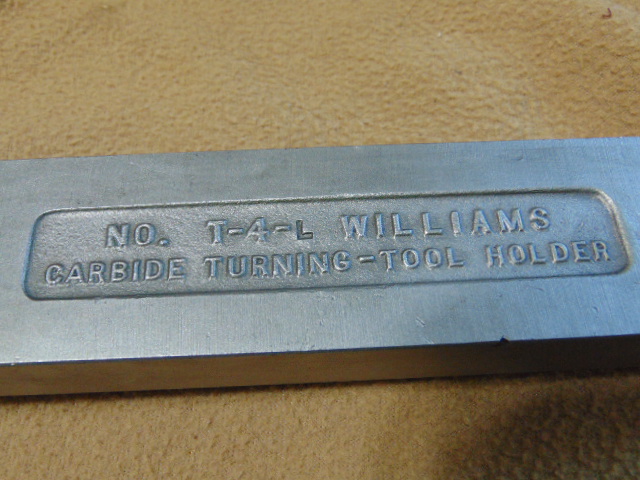 NO. T-4-L WILLIAMS
CARBIDE TURNING-TOOL HOLDER